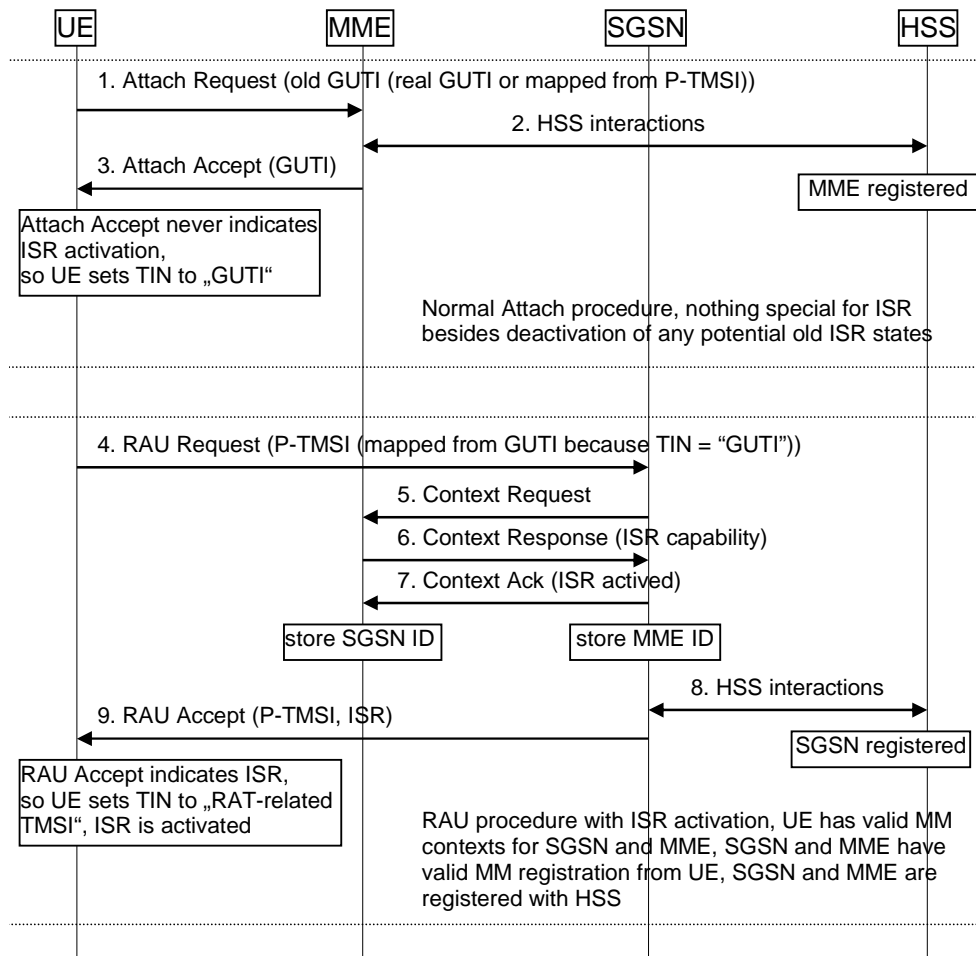 UE MME SGSN HSS
1. Attach Request (old GUTI (real GUTI or mapped from P-TMSI))
2. HSS interactions
3. Attach Accept (GUTI)
MME registered
Attach Accept never indicates
ISR activation,
so UE sets TIN to „GUTI“
Normal Attach procedure, nothing special for ISR
besides deactivation of any potential old ISR states
4. RAU Request (P-TMSI (mapped from GUTI because TIN = “GUTI”))
5. Context Request
6. Context Response (ISR capability)
7. Context Ack (ISR actived)
store SGSN ID
store MME ID
8. HSS interactions
9. RAU Accept (P-TMSI, ISR)
SGSN registered
RAU Accept indicates ISR,
so UE sets TIN to „RAT-related
TMSI“, ISR is activated
RAU procedure with ISR activation, UE has valid MM
contexts for SGSN and MME, SGSN and MME have
valid MM registration from UE, SGSN and MME are
registered with HSS